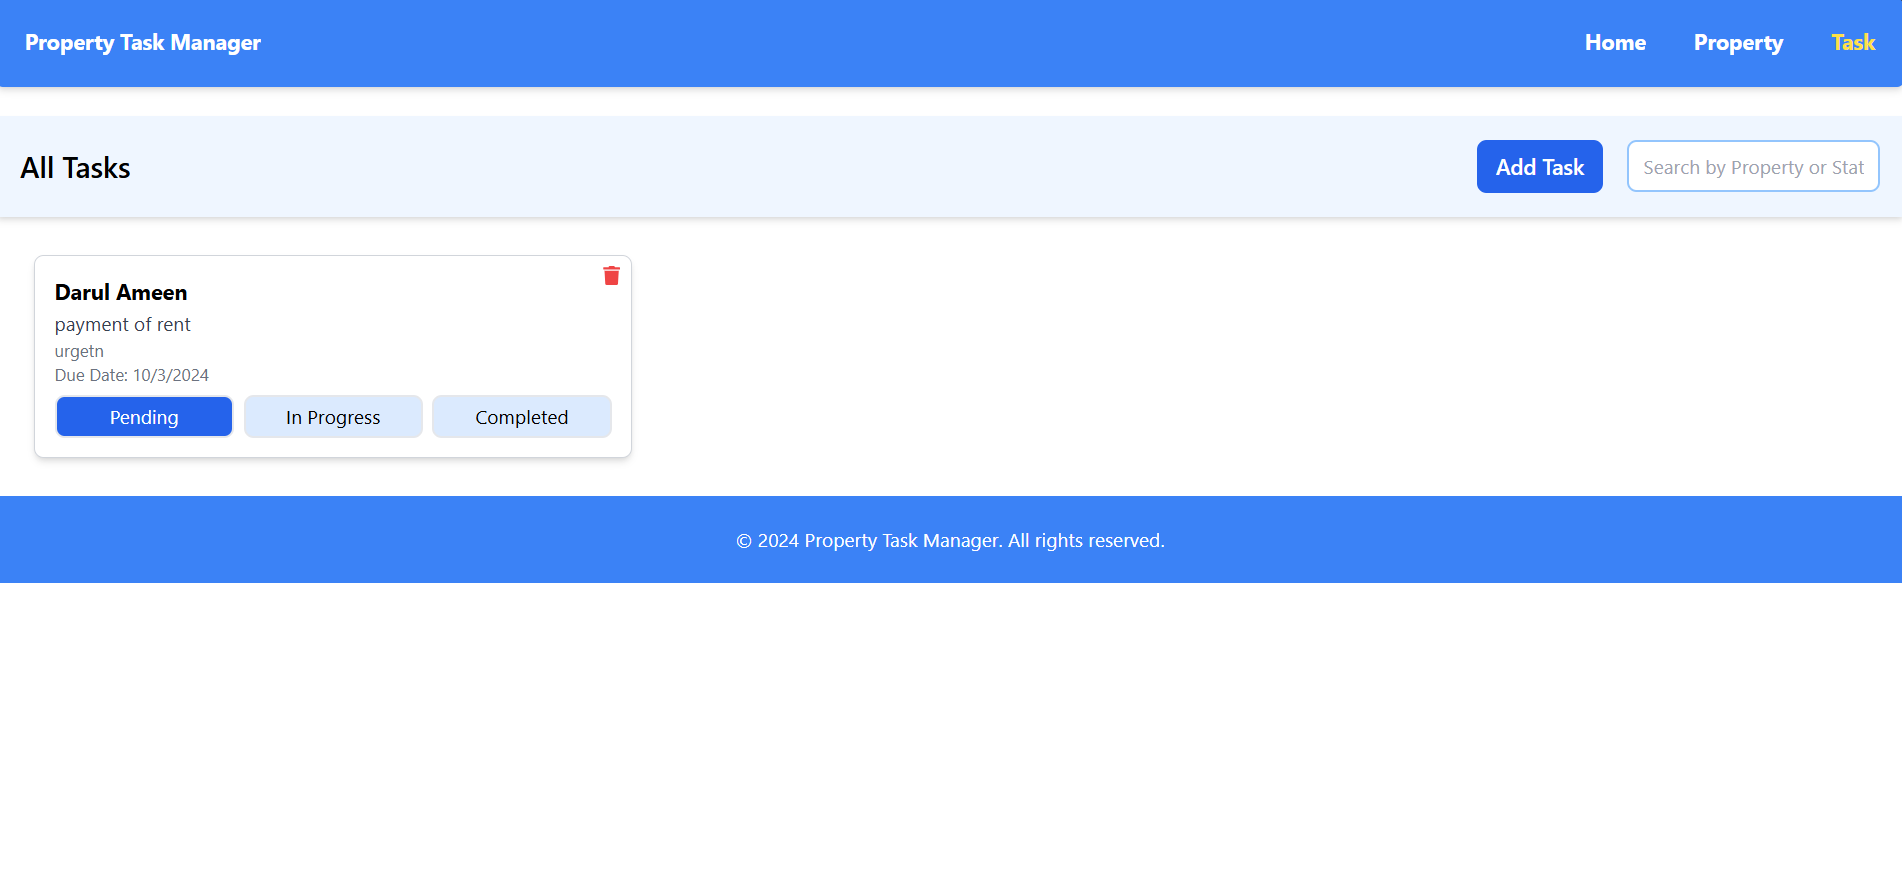 Property Task Manager
Home Property Task
All Tasks
Add Task
Search by Property or Stat
Darul Ameen
payment of rent
urgetn
Due Date: 10/3/2024
Pending In Progress Completed
© 2024 Property Task Manager. All rights reserved.